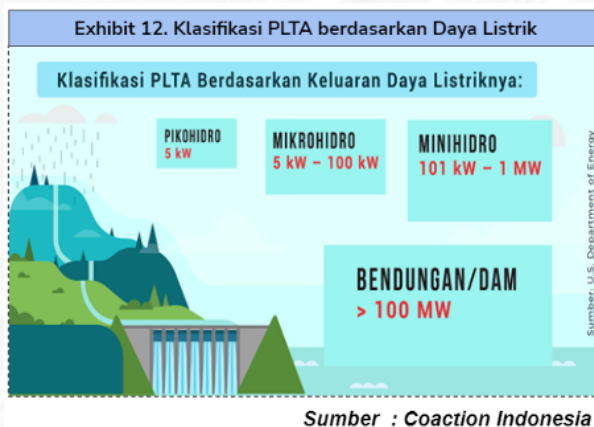 Exhibit 12. Klasifikasi PLTA berdasarkan Daya Listrik
Klasifikasi PLTA Berdasarkan Keluaran Daya Listriknya:
PIKOHIDRO
5 kW
MIKROHIDRO
5 kW – 100 kW
MINIHIDRO
101 kW – 1 MW
BENDUNGAN/DAM
> 100 MW
Sumber: U.S. Department of Energy
Sumber : Coaction Indonesia